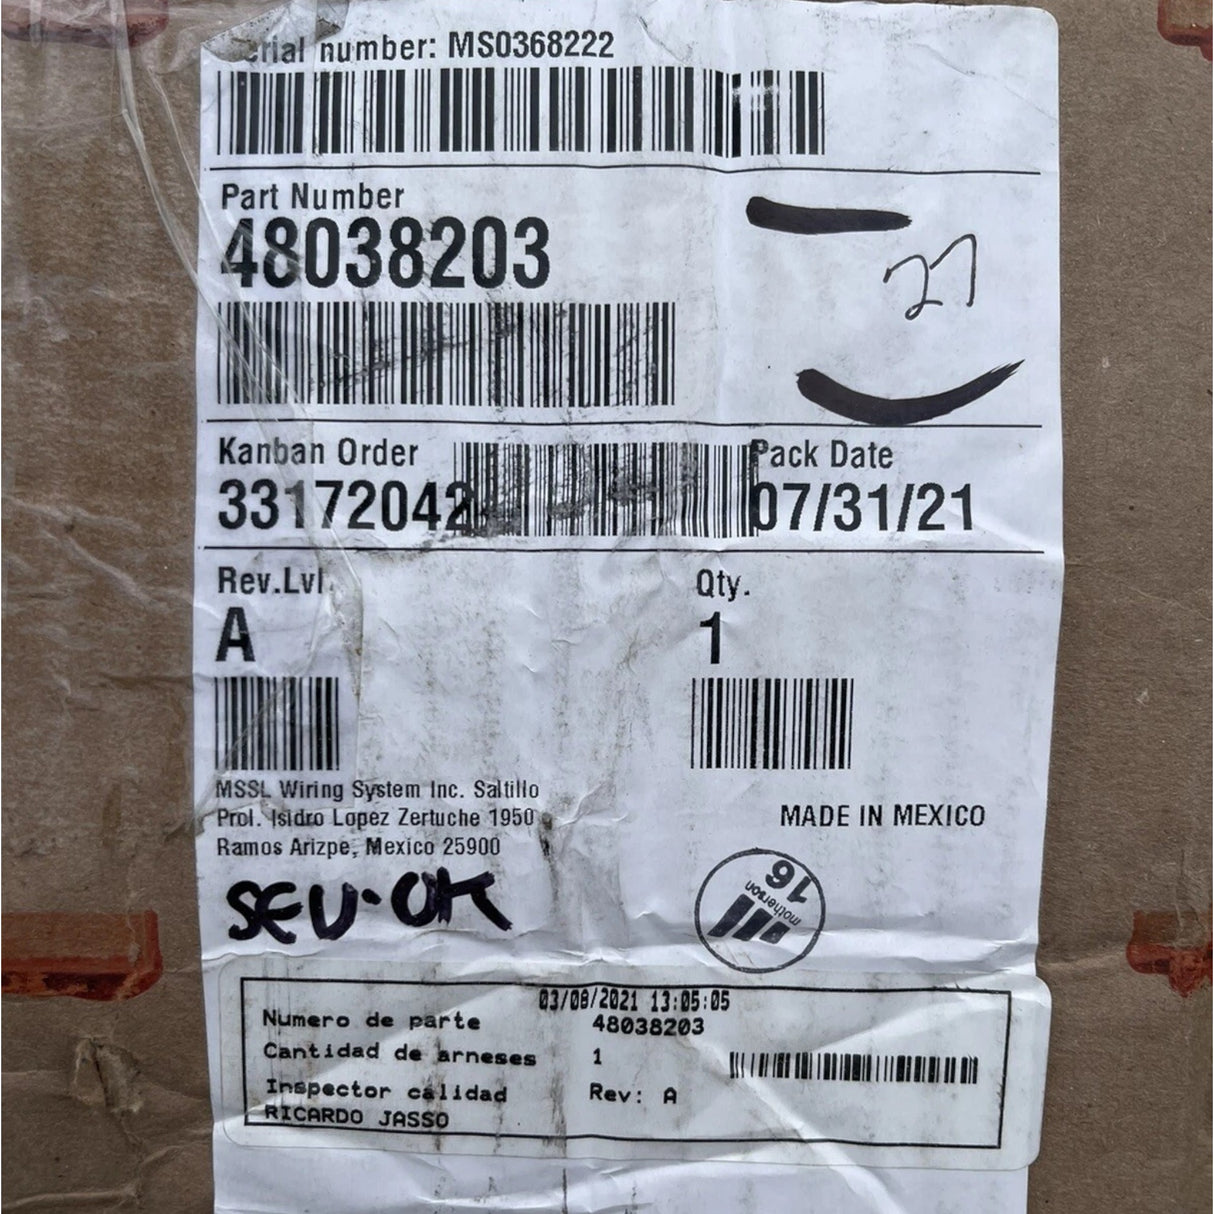 Serial number: MS0368222
Part Number
48038203
27
Kanban Order
33172042
Pack Date
07/31/21
Rev.Lvl.
A
Qty.
1
MSSL Wiring System Inc. Saltillo
Prol. Isidro Lopez Zertuche 1950
Ramos Arizpe, Mexico 25900
MADE IN MEXICO
SEU-OK
16
motherson
03/08/2021 13:05:05
Numero de parte 48038203
Cantidad de arneses 1
Inspector calidad Rev: A
RICARDO JASSO